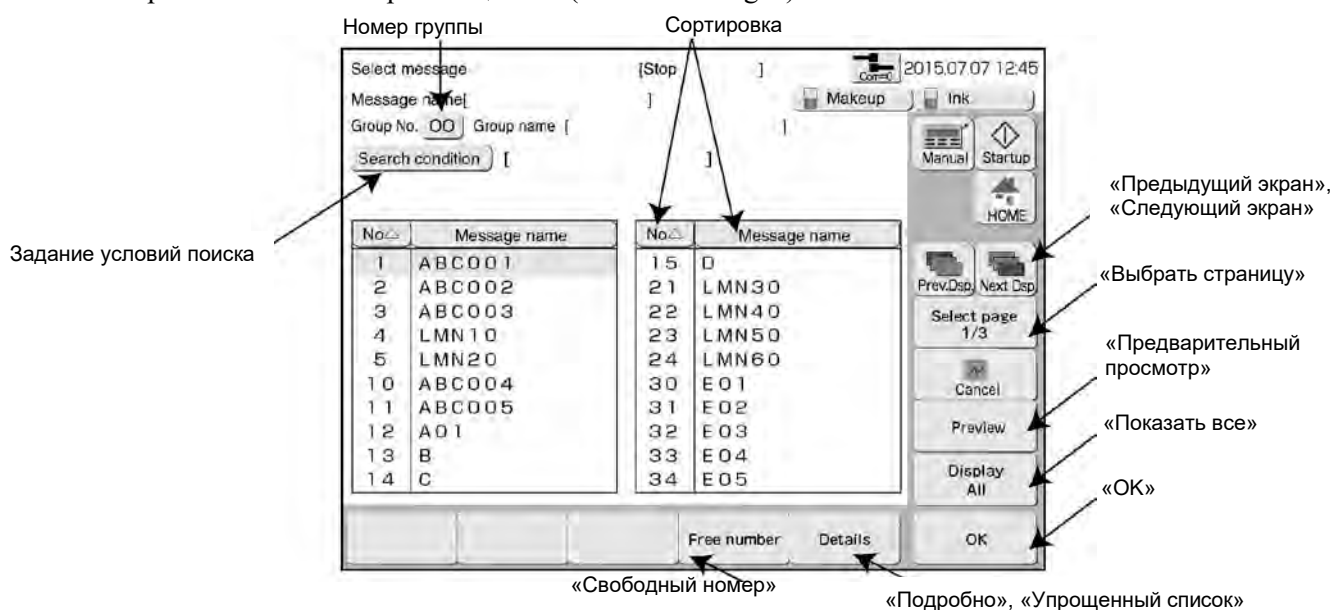 Номер группы
Сортировка
Select message [Stop ] Com=0 2015.07.07 12:45
Message name[ ] Makeup Ink
Group No. 00 Group name [ ]
Search condition [ ]
Manual Startup
HOME
«Предыдущий экран»,
«Следующий экран»
Задание условий поиска
No△ Message name No△ Message name
1 ABC001 15 D
2 ABC002 21 LMN30
3 ABC003 22 LMN40
4 LMN10 23 LMN50
5 LMN20 24 LMN60
10 ABC004 30 E01
11 ABC005 31 E02
12 A01 32 E03
13 B 33 E04
14 C 34 E05
Prev.Dsp. Next Dsp.
Select page
1/3
«Выбрать страницу»
Cancel
«Предварительный
просмотр»
Preview
«Показать все»
Display
All
«OK»
Free number Details OK
«Свободный номер»
«Подробно», «Упрощенный список»